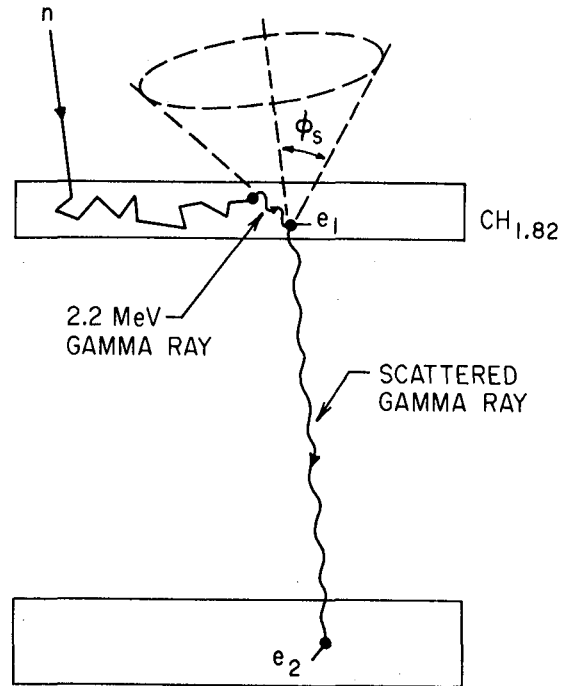 n
ϕs
e1
CH1.82
2.2 MeV
GAMMA RAY
SCATTERED
GAMMA RAY
e2